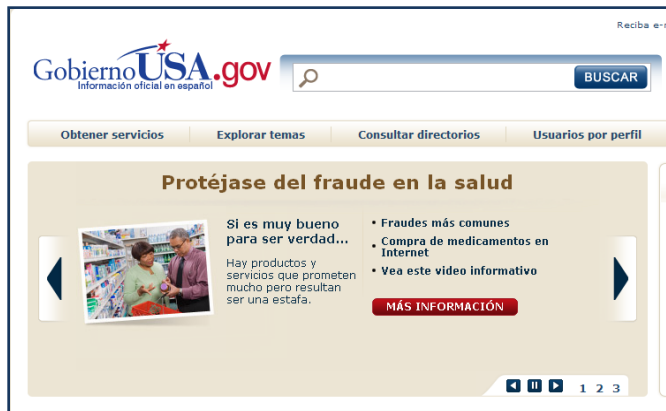 Reciba e-
GobiernoUSA.gov
Información oficial en español
BUSCAR
Obtener servicios
Explorar temas
Consultar directorios
Usuarios por perfil
Protéjase del fraude en la salud
Si es muy bueno
para ser verdad...
Hay productos y
servicios que prometen
mucho pero resultan
ser una estafa.
• Fraudes más comunes
• Compra de medicamentos en
Internet
• Vea este video informativo
MÁS INFORMACIÓN
1 2 3